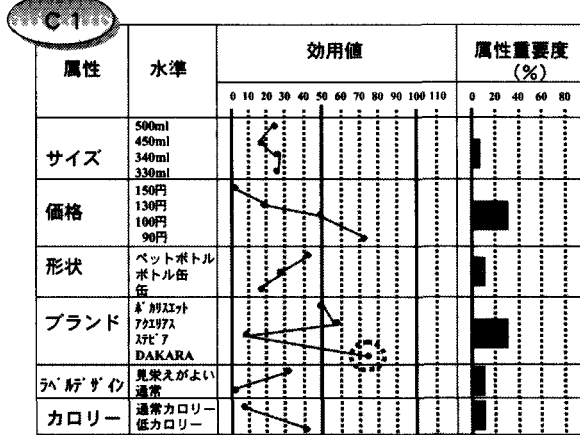 C 1
属性 水準 効用値 属性重要度
(%)
0 10 20 30 40 50 60 70 80 90 100 110 0 20 40 60 80
サイズ
500ml
450ml
340ml
330ml
価格
150円
130円
100円
90円
形状
ペットボトル
ボトル缶
缶
ブランド
ポカリスエット
アクエリアス
ステビア
DAKARA
ラベルデザイン
見栄えがよい
通常
カロリー
通常カロリー
低カロリー